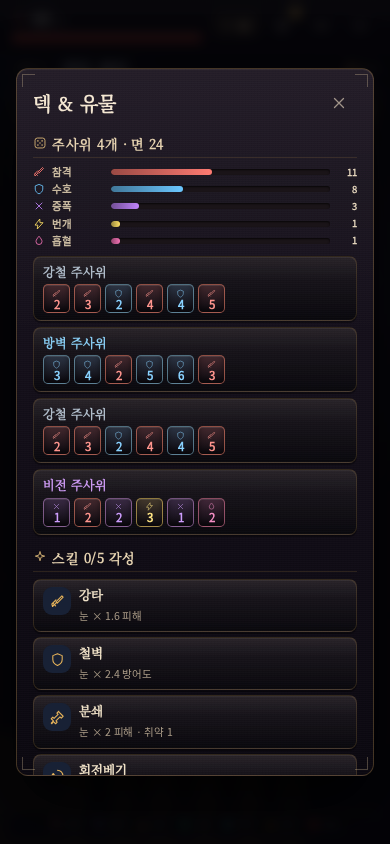 덱 & 유물
주사위 4개 · 면 24
참격 11
수호 8
증폭 3
번개 1
흡혈 1
강철 주사위
2 3 2 4 4 5
방벽 주사위
3 4 2 5 6 3
강철 주사위
2 3 2 4 4 5
비전 주사위
1 2 2 3 1 2
스킬 0/5 각성
강타
눈 × 1.6 피해
철벽
눈 × 2.4 방어도
분쇄
눈 × 2 피해 · 취약 1
회전베기